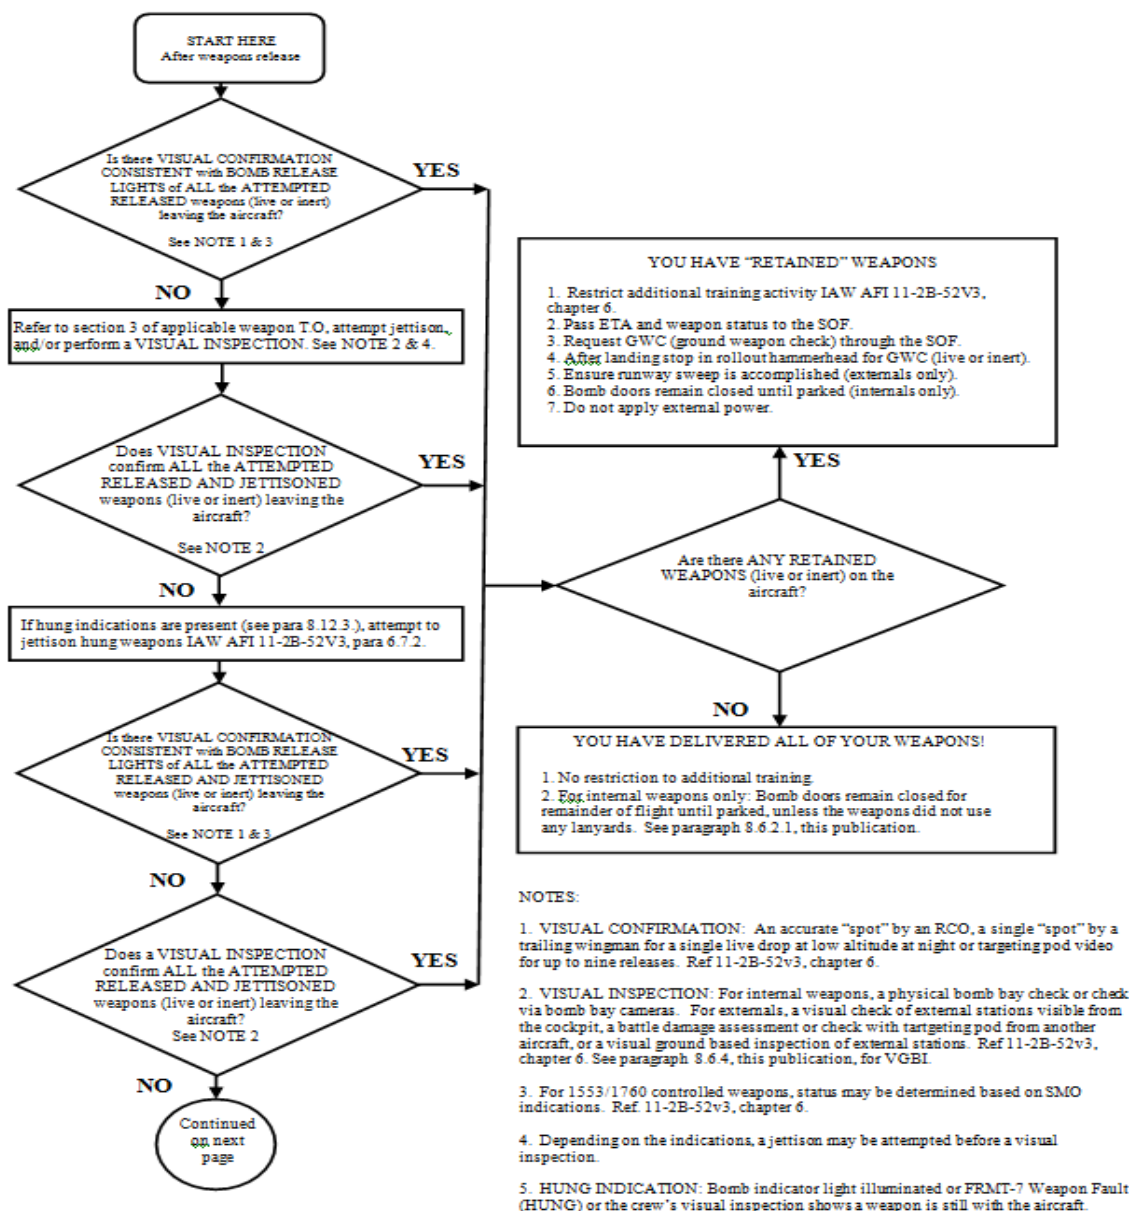 START HERE
After weapons release
Is there VISUAL CONFIRMATION
CONSISTENT with BOMB RELEASE
LIGHTS of ALL the ATTEMPTED
RELEASED weapons (live or inert)
leaving the aircraft?
See NOTE 1 & 3
YES
NO
Refer to section 3 of applicable weapon T.O, attempt jettison,
and/or perform a VISUAL INSPECTION. See NOTE 2 & 4.
Does VISUAL INSPECTION
confirm ALL the ATTEMPTED
RELEASED AND JETTISONED
weapons (live or inert) leaving the
aircraft?
See NOTE 2
YES
NO
If hung indications are present (see para 8.12.3.), attempt to
jettison hung weapons IAW AFI 11-2B-52V3, para 6.7.2.
Is there VISUAL CONFIRMATION
CONSISTENT with BOMB RELEASE
LIGHTS of ALL the ATTEMPTED
RELEASED AND JETTISONED
weapons (live or inert) leaving the
aircraft?
See NOTE 1 & 3
YES
NO
Does a VISUAL INSPECTION
confirm ALL the ATTEMPTED
RELEASED AND JETTISONED
weapons (live or inert) leaving the
aircraft?
See NOTE 2
YES
NO
Continued
on next
page
YOU HAVE “RETAINED” WEAPONS
1. Restrict additional training activity IAW AFI 11-2B-52V3,
chapter 6.
2. Pass ETA and weapon status to the SOF.
3. Request GWC (ground weapon check) through the SOF.
4. After landing stop in rollout hammerhead for GWC (live or inert).
5. Ensure runway sweep is accomplished (externals only).
6. Bomb doors remain closed until parked (internals only).
7. Do not apply external power.
YES
Are there ANY RETAINED
WEAPONS (live or inert) on the
aircraft?
NO
YOU HAVE DELIVERED ALL OF YOUR WEAPONS!
1. No restriction to additional training.
2. For internal weapons only: Bomb doors remain closed for
remainder of flight until parked, unless the weapons did not use
any lanyards. See paragraph 8.6.2.1, this publication.
NOTES:
1. VISUAL CONFIRMATION: An accurate “spot” by an RCO, a single “spot” by a
trailing wingman for a single live drop at low altitude at night or targeting pod video
for up to nine releases. Ref 11-2B-52v3, chapter 6.
2. VISUAL INSPECTION: For internal weapons, a physical bomb bay check or check
via bomb bay cameras. For externals, a visual check of external stations visible from
the cockpit, a battle damage assessment or check with tartgeting pod from another
aircraft, or a visual ground based inspection of external stations. Ref 11-2B-52v3,
chapter 6. See paragraph 8.6.4, this publication, for VGBI.
3. For 1553/1760 controlled weapons, status may be determined based on SMO
indications. Ref. 11-2B-52v3, chapter 6.
4. Depending on the indications, a jettison may be attempted before a visual
inspection.
5. HUNG INDICATION: Bomb indicator light illuminated or FRMT-7 Weapon Fault
(HUNG) or the crew’s visual inspection shows a weapon is still with the aircraft.